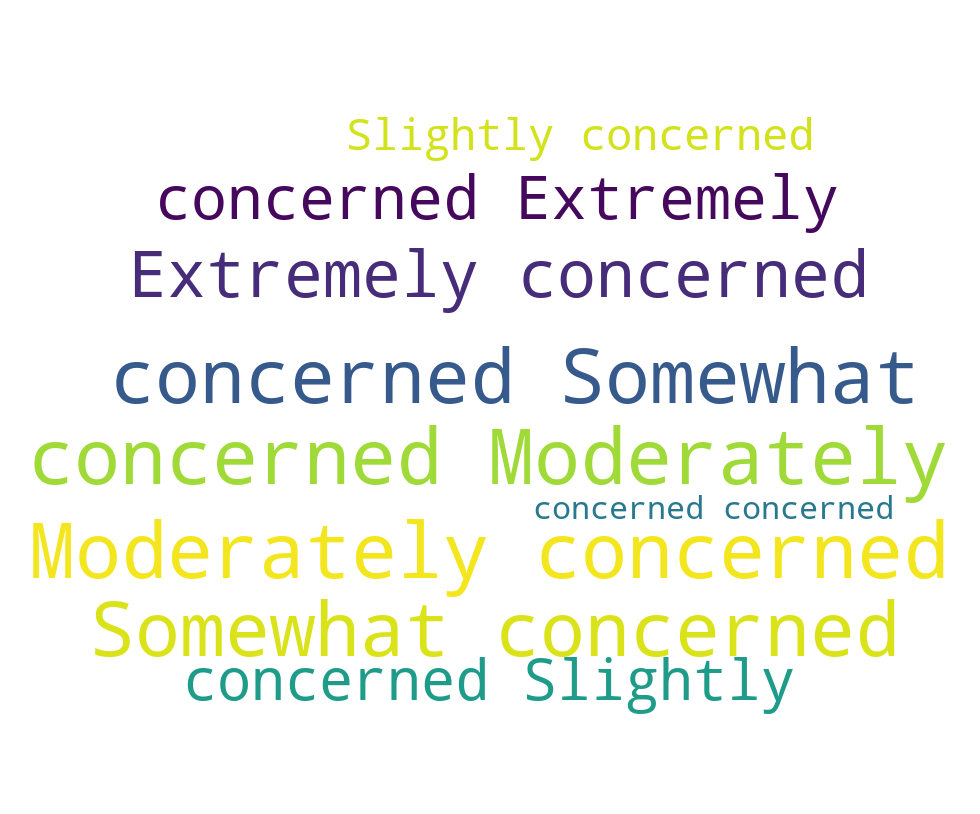 Slightly concerned
concerned Extremely
Extremely concerned
concerned Somewhat
concerned Moderately
concerned concerned
Moderately concerned
Somewhat concerned
concerned Slightly